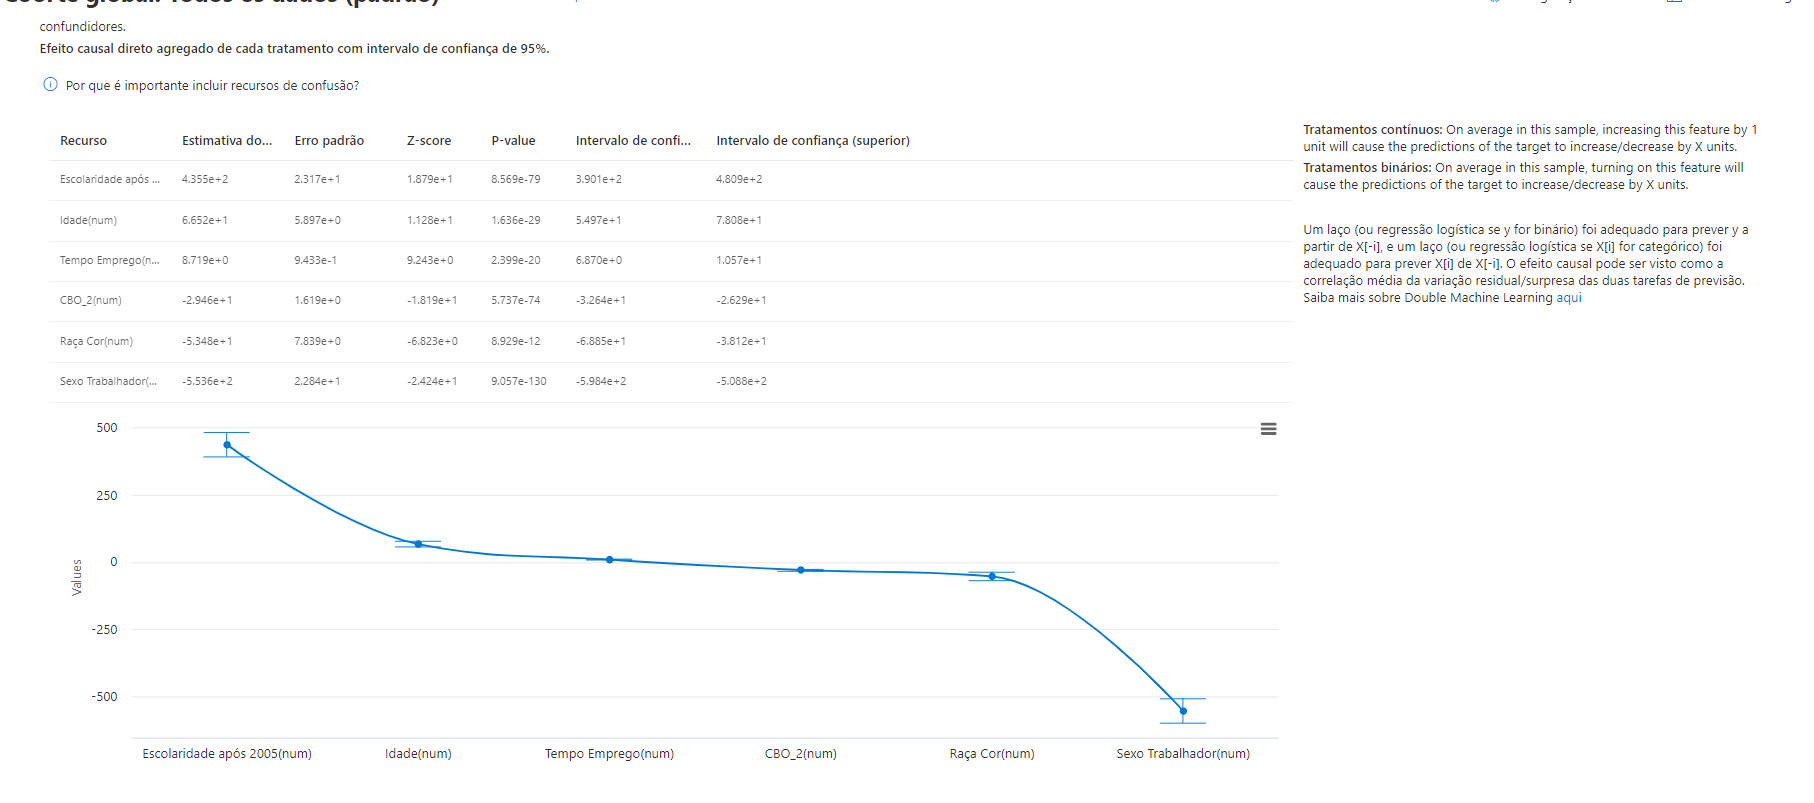 Coorte global: Todos os dados (padrão)
confundidores.
Efeito causal direto agregado de cada tratamento com intervalo de confiança de 95%.
Por que é importante incluir recursos de confusão?
Recurso Estimativa do... Erro padrão Z-score P-value Intervalo de confi... Intervalo de confiança (superior)
Escolaridade após ... 4.355e+2 2.317e+1 1.879e+1 8.569e-79 3.901e+2 4.809e+2
Idade(num) 6.652e+1 5.897e+0 1.128e+1 1.636e-29 5.497e+1 7.808e+1
Tempo Emprego(n... 8.719e+0 9.433e-1 9.243e+0 2.399e-20 6.870e+0 1.057e+1
CBO_2(num) -2.946e+1 1.619e+0 -1.819e+1 5.737e-74 -3.264e+1 -2.629e+1
Raça Cor(num) -5.348e+1 7.839e+0 -6.823e+0 8.929e-12 -6.885e+1 -3.812e+1
Sexo Trabalhador(... -5.536e+2 2.284e+1 -2.424e+1 9.057e-130 -5.984e+2 -5.088e+2
Tratamentos contínuos: On average in this sample, increasing this feature by 1
unit will cause the predictions of the target to increase/decrease by X units.
Tratamentos binários: On average in this sample, turning on this feature will
cause the predictions of the target to increase/decrease by X units.
Um laço (ou regressão logística se y for binário) foi adequado para prever y a
partir de X[-i], e um laço (ou regressão logística se X[i] for categórico) foi
adequado para prever X[i] de X[-i]. O efeito causal pode ser visto como a
correlação média da variação residual/surpresa das duas tarefas de previsão.
Saiba mais sobre Double Machine Learning aqui
500
250
0
-250
-500
Values
Escolaridade após 2005(num) Idade(num) Tempo Emprego(num) CBO_2(num) Raça Cor(num) Sexo Trabalhador(num)